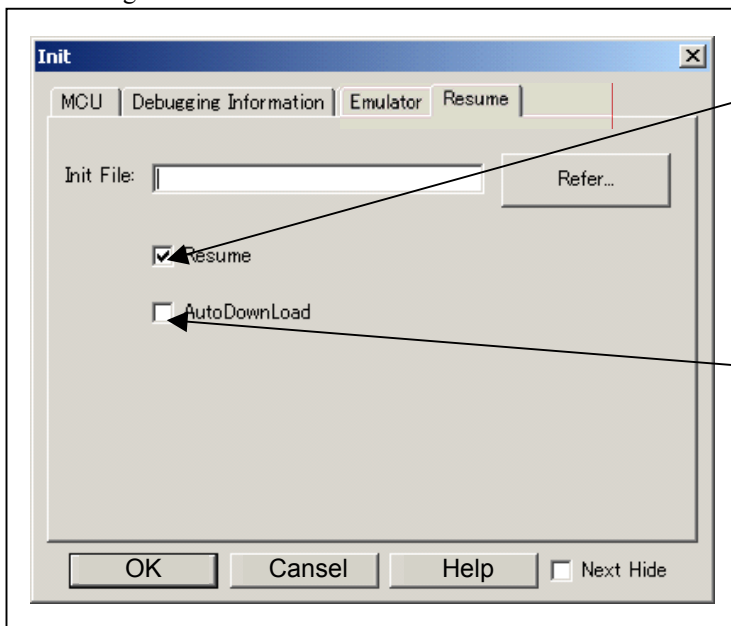 Init
MCU Debugging Information Emulator Resume
Init File: Refer...
Resume
AutoDownLoad
OK Cansel Help Next Hide